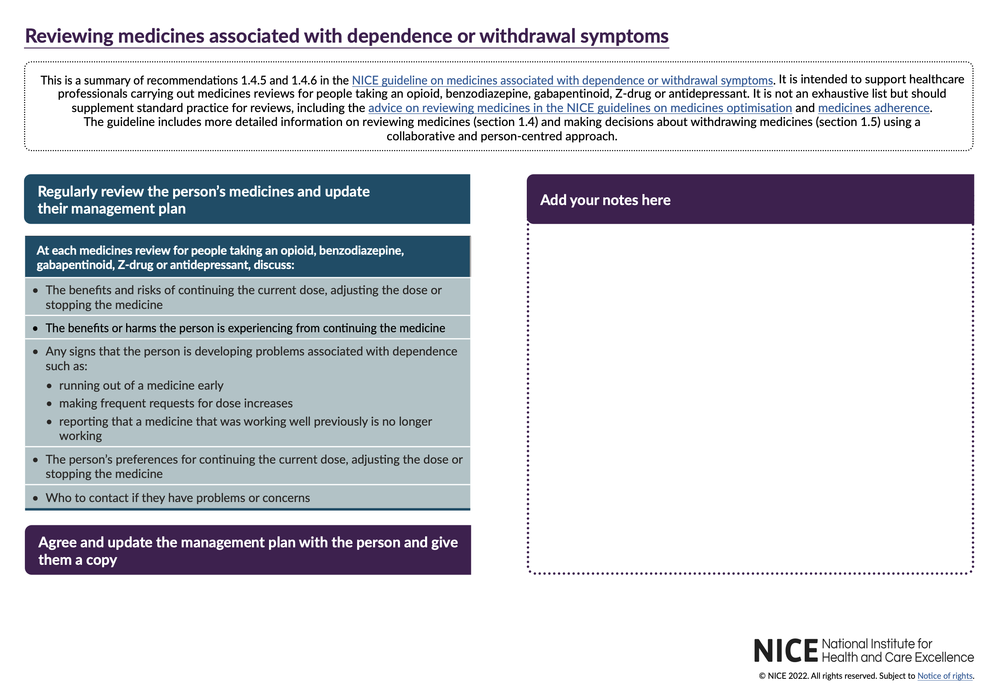 Reviewing medicines associated with dependence or withdrawal symptoms
This is a summary of recommendations 1.4.5 and 1.4.6 in the NICE guideline on medicines associated with dependence or withdrawal symptoms. It is intended to support healthcare
professionals carrying out medicines reviews for people taking an opioid, benzodiazepine, gabapentinoid, Z-drug or antidepressant. It is not an exhaustive list but should
supplement standard practice for reviews, including the advice on reviewing medicines in the NICE guidelines on medicines optimisation and medicines adherence.
The guideline includes more detailed information on reviewing medicines (section 1.4) and making decisions about withdrawing medicines (section 1.5) using a
collaborative and person-centred approach.
Regularly review the person’s medicines and update
their management plan
At each medicines review for people taking an opioid, benzodiazepine,
gabapentinoid, Z-drug or antidepressant, discuss:
• The benefits and risks of continuing the current dose, adjusting the dose or
stopping the medicine
• The benefits or harms the person is experiencing from continuing the medicine
• Any signs that the person is developing problems associated with dependence
such as:
• running out of a medicine early
• making frequent requests for dose increases
• reporting that a medicine that was working well previously is no longer
working
• The person’s preferences for continuing the current dose, adjusting the dose or
stopping the medicine
• Who to contact if they have problems or concerns
Agree and update the management plan with the person and give
them a copy
Add your notes here
NICE National Institute for
Health and Care Excellence
© NICE 2022. All rights reserved. Subject to Notice of rights.